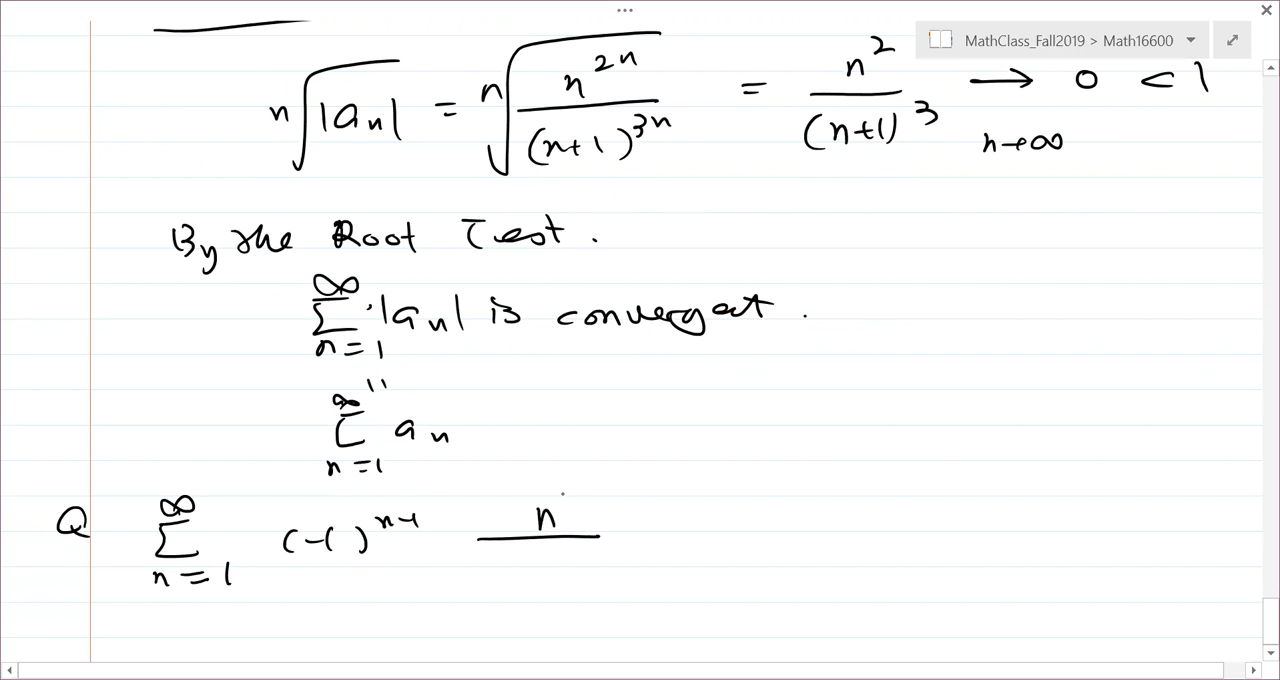 MathClass_Fall2019 > Math16600
ⁿ√|aₙ| = ⁿ√(n^{2n} / (n+1)^{3n}) = n² / (n+1)³ → 0 < 1
n→∞
By the Root Test.
∞ Σ n=1 |aₙ| is convergent.
"
∞ Σ n=1 aₙ
Q ∞ Σ n=1 (-1)^{n-1} n